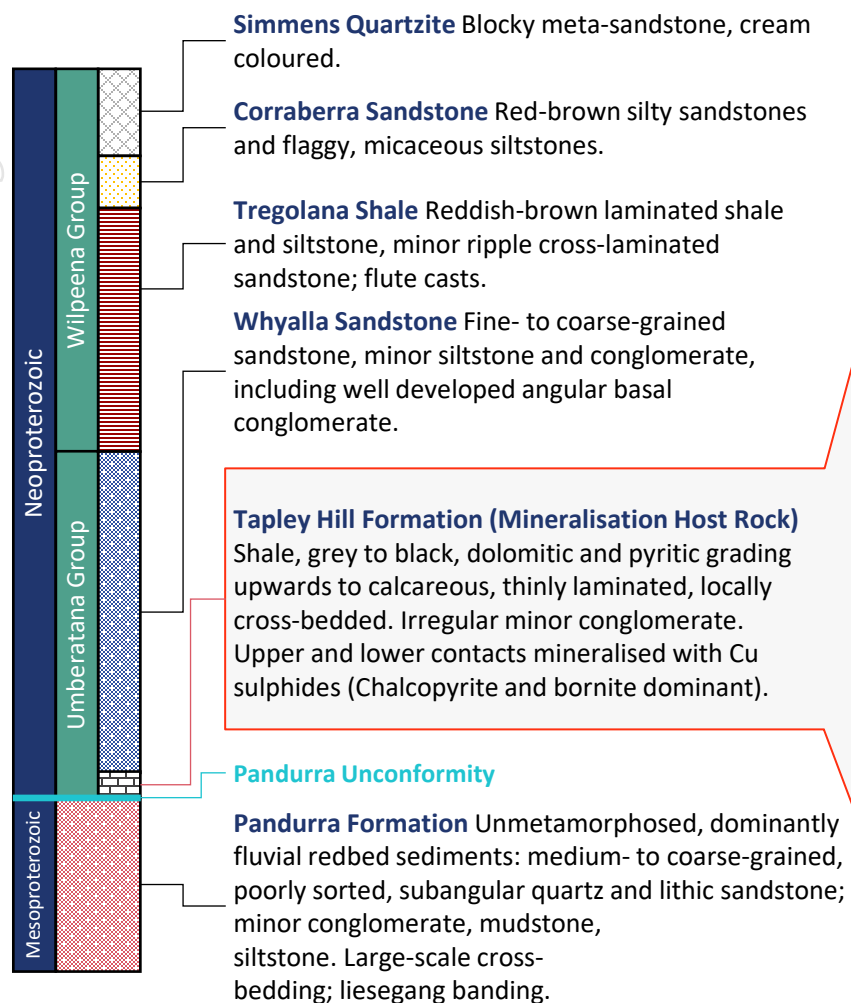 Simmens Quartzite Blocky meta-sandstone, cream
coloured.
Corraberra Sandstone Red-brown silty sandstones
and flaggy, micaceous siltstones.
Tregolana Shale Reddish-brown laminated shale
and siltstone, minor ripple cross-laminated
sandstone; flute casts.
Whyalla Sandstone Fine- to coarse-grained
sandstone, minor siltstone and conglomerate,
including well developed angular basal
conglomerate.
Tapley Hill Formation (Mineralisation Host Rock)
Shale, grey to black, dolomitic and pyritic grading
upwards to calcareous, thinly laminated, locally
cross-bedded. Irregular minor conglomerate.
Upper and lower contacts mineralised with Cu
sulphides (Chalcopyrite and bornite dominant).
Pandurra Unconformity
Pandurra Formation Unmetamorphosed, dominantly
fluvial redbed sediments: medium- to coarse-grained,
poorly sorted, subangular quartz and lithic sandstone;
minor conglomerate, mudstone,
siltstone. Large-scale cross-
bedding; liesegang banding.
Neoproterozoic
Mesoproterozoic
Wilpeena Group
Umberatana Group